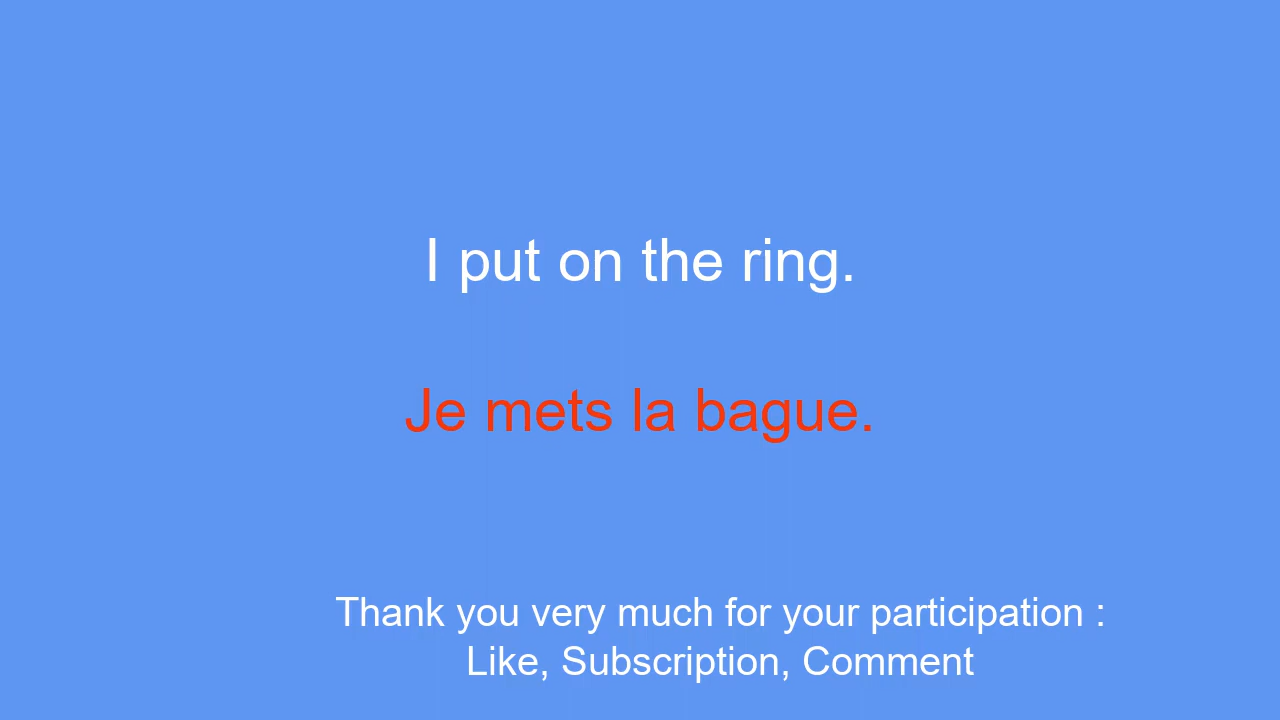 I put on the ring.
Je mets la bague.
Thank you very much for your participation :
Like, Subscription, Comment